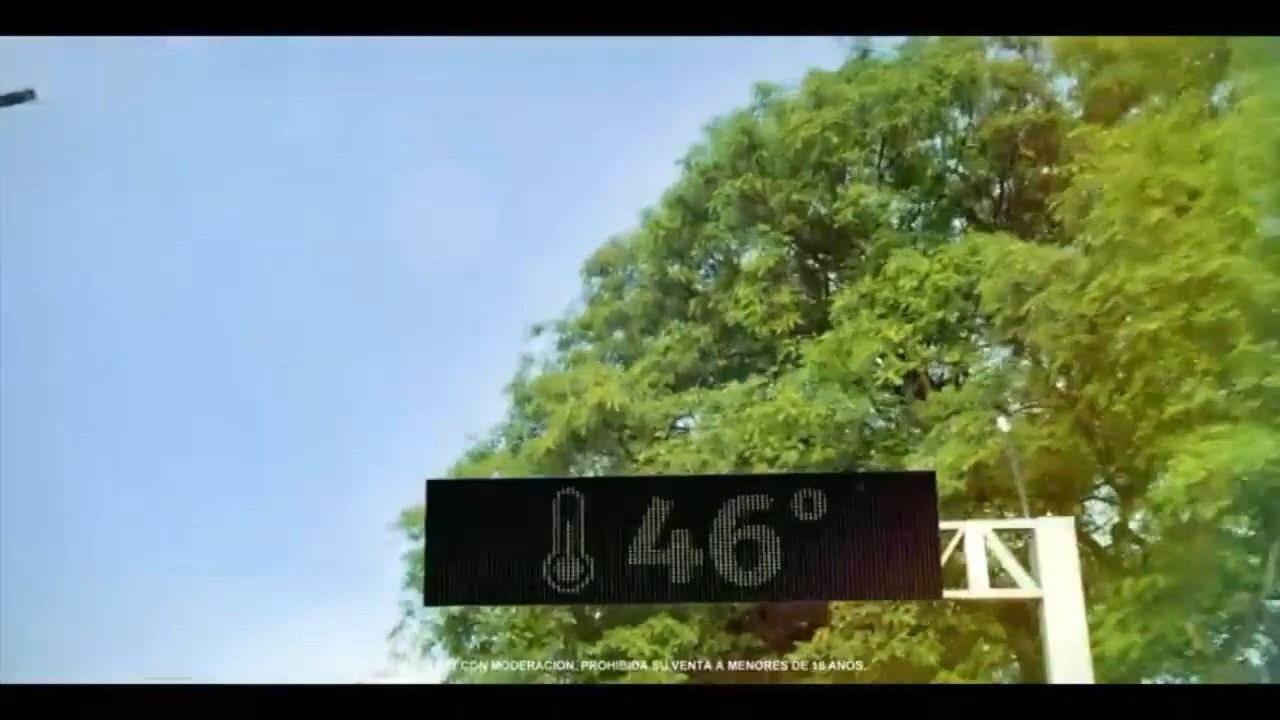 46°
CON MODERACION. PROHIBIDA SU VENTA A MENORES DE 18 AÑOS.